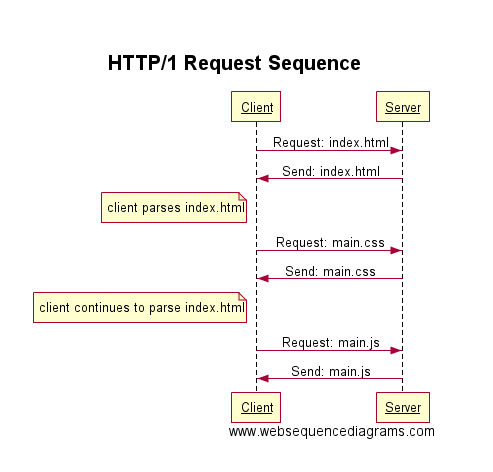 HTTP/1 Request Sequence
Client Server
Request: index.html
Send: index.html
client parses index.html
Request: main.css
Send: main.css
client continues to parse index.html
Request: main.js
Send: main.js
Client Server
www.websequencediagrams.com